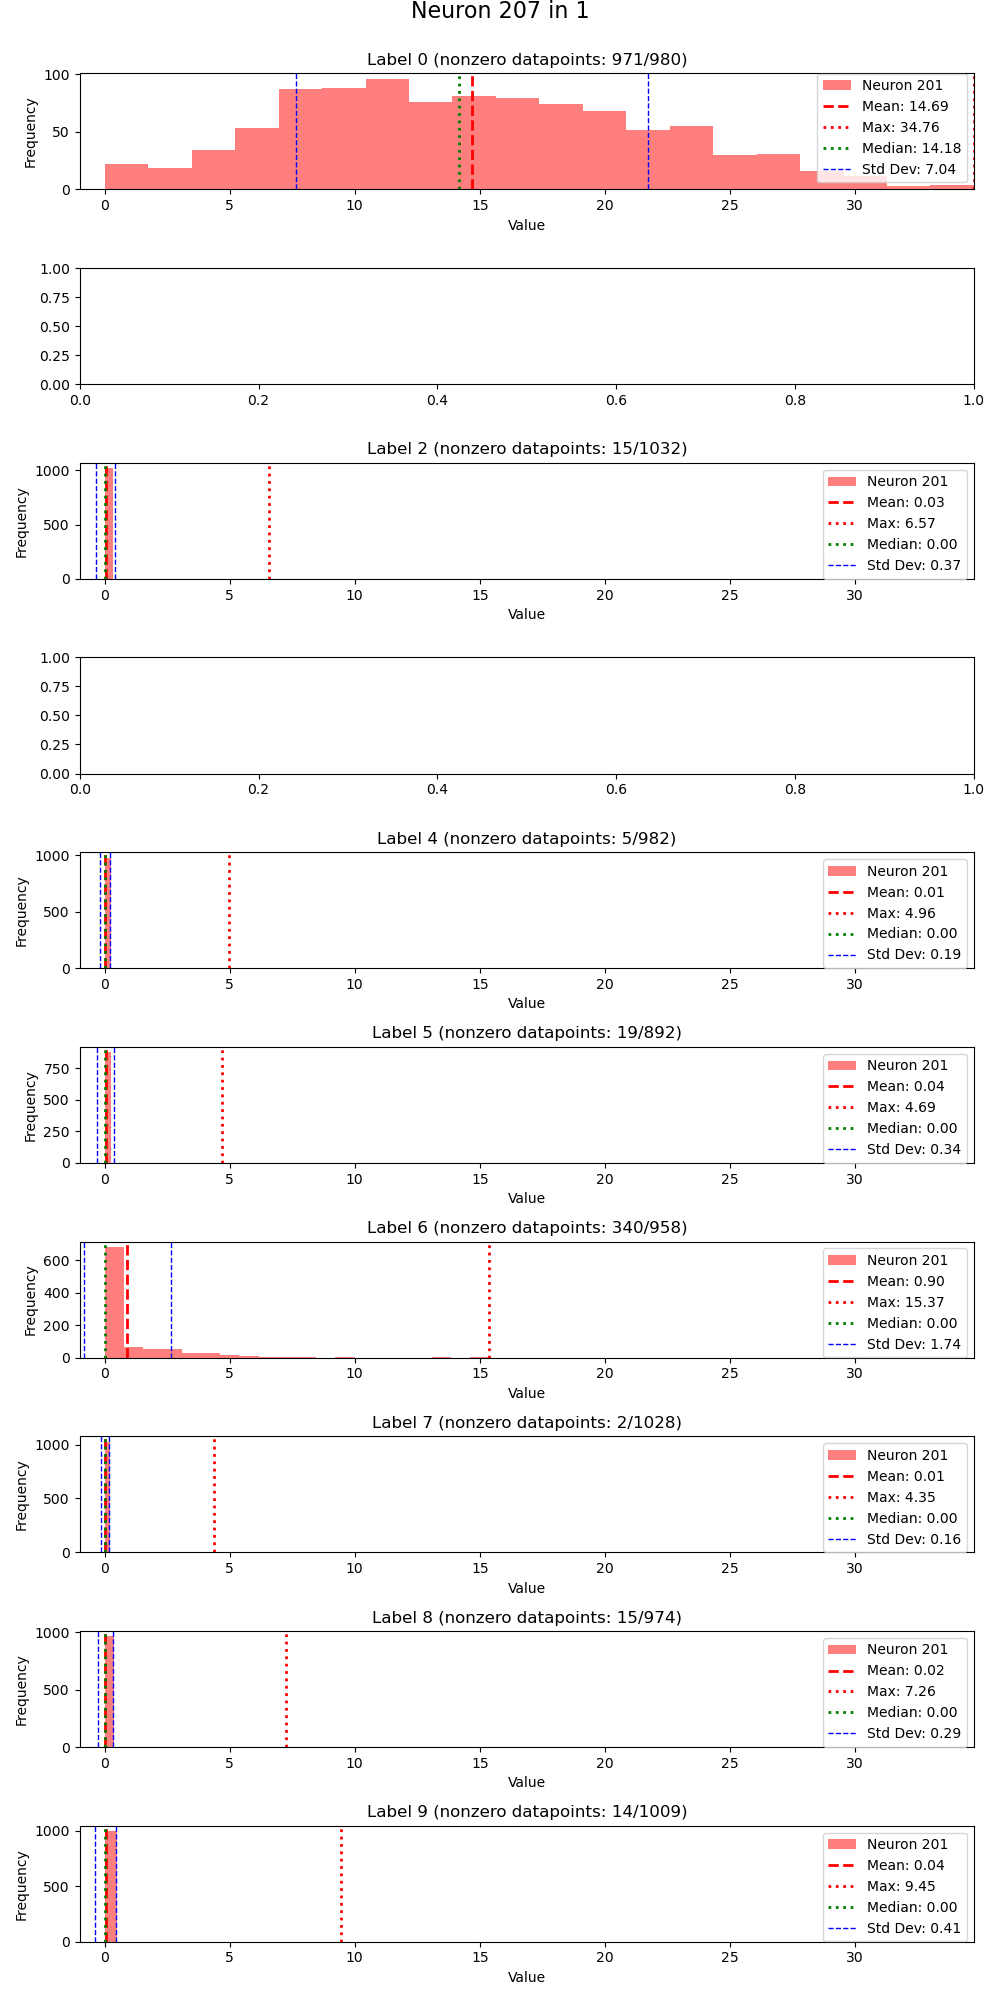 Neuron 207 in 1
Label 0 (nonzero datapoints: 971/980)
Frequency
100
50
0
Neuron 201
Mean: 14.69
Max: 34.76
Median: 14.18
Std Dev: 7.04
0 5 10 15 20 25 30
Value
1.00
0.75
0.50
0.25
0.00
0.0 0.2 0.4 0.6 0.8 1.0
Label 2 (nonzero datapoints: 15/1032)
Frequency
1000
500
0
Neuron 201
Mean: 0.03
Max: 6.57
Median: 0.00
Std Dev: 0.37
0 5 10 15 20 25 30
Value
1.00
0.75
0.50
0.25
0.00
0.0 0.2 0.4 0.6 0.8 1.0
Label 4 (nonzero datapoints: 5/982)
Frequency
1000
500
0
Neuron 201
Mean: 0.01
Max: 4.96
Median: 0.00
Std Dev: 0.19
0 5 10 15 20 25 30
Value
Label 5 (nonzero datapoints: 19/892)
Frequency
750
500
250
0
Neuron 201
Mean: 0.04
Max: 4.69
Median: 0.00
Std Dev: 0.34
0 5 10 15 20 25 30
Value
Label 6 (nonzero datapoints: 340/958)
Frequency
600
400
200
0
Neuron 201
Mean: 0.90
Max: 15.37
Median: 0.00
Std Dev: 1.74
0 5 10 15 20 25 30
Value
Label 7 (nonzero datapoints: 2/1028)
Frequency
1000
500
0
Neuron 201
Mean: 0.01
Max: 4.35
Median: 0.00
Std Dev: 0.16
0 5 10 15 20 25 30
Value
Label 8 (nonzero datapoints: 15/974)
Frequency
1000
500
0
Neuron 201
Mean: 0.02
Max: 7.26
Median: 0.00
Std Dev: 0.29
0 5 10 15 20 25 30
Value
Label 9 (nonzero datapoints: 14/1009)
Frequency
1000
500
0
Neuron 201
Mean: 0.04
Max: 9.45
Median: 0.00
Std Dev: 0.41
0 5 10 15 20 25 30
Value